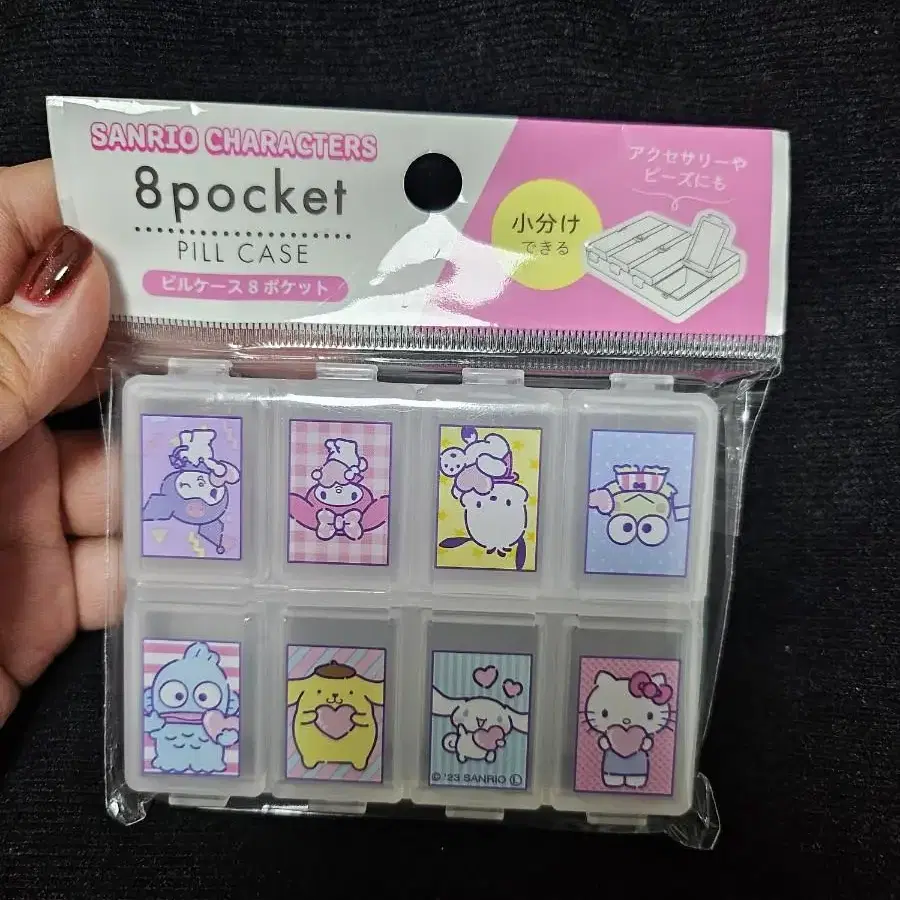 SANRIO CHARACTERS
8pocket
PILL CASE
ピルケース8ポケット
小分け
できる
アクセサリーや
ビーズにも
© '23 SANRIO Ⓛ